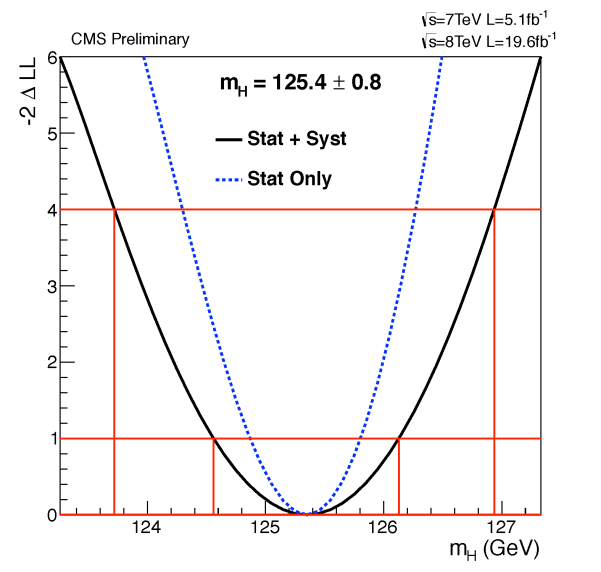 √s=7TeV L=5.1fb⁻¹
CMS Preliminary √s=8TeV L=19.6fb⁻¹
-2 Δ LL
6
5
4
3
2
1
0
m_H = 125.4 ± 0.8
Stat + Syst
Stat Only
124 125 126 127
m_H (GeV)